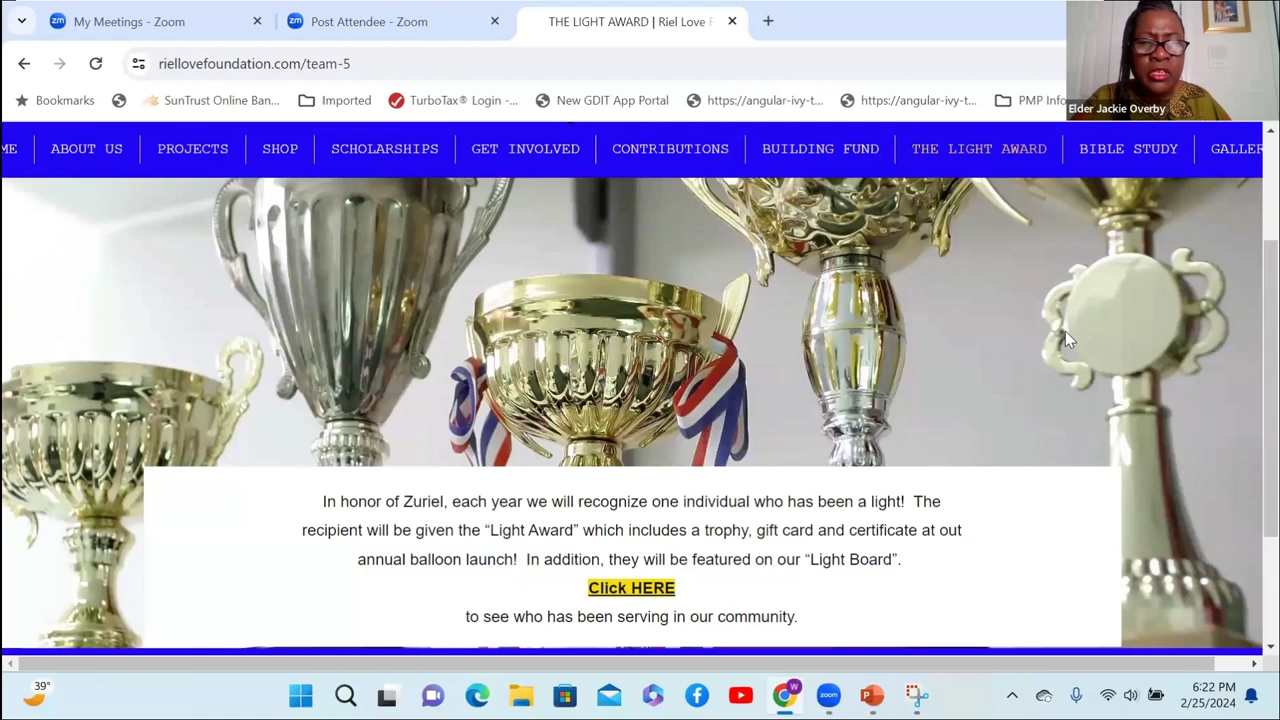 My Meetings - Zoom
Post Attendee - Zoom
THE LIGHT AWARD | Riel Love F
riellovefoundation.com/team-5
Bookmarks
SunTrust Online Ban...
Imported
TurboTax® Login -...
New GDIT App Portal
https://angular-ivy-t...
https://angular-ivy-t...
PMP Info
Elder Jackie Overby
ME
ABOUT US
PROJECTS
SHOP
SCHOLARSHIPS
GET INVOLVED
CONTRIBUTIONS
BUILDING FUND
THE LIGHT AWARD
BIBLE STUDY
GALLER
In honor of Zuriel, each year we will recognize one individual who has been a light!  The
recipient will be given the “Light Award” which includes a trophy, gift card and certificate at out
annual balloon launch!  In addition, they will be featured on our “Light Board”.
Click HERE
to see who has been serving in our community.
39°
zm
zm
W
zoom
6:22 PM
2/25/2024